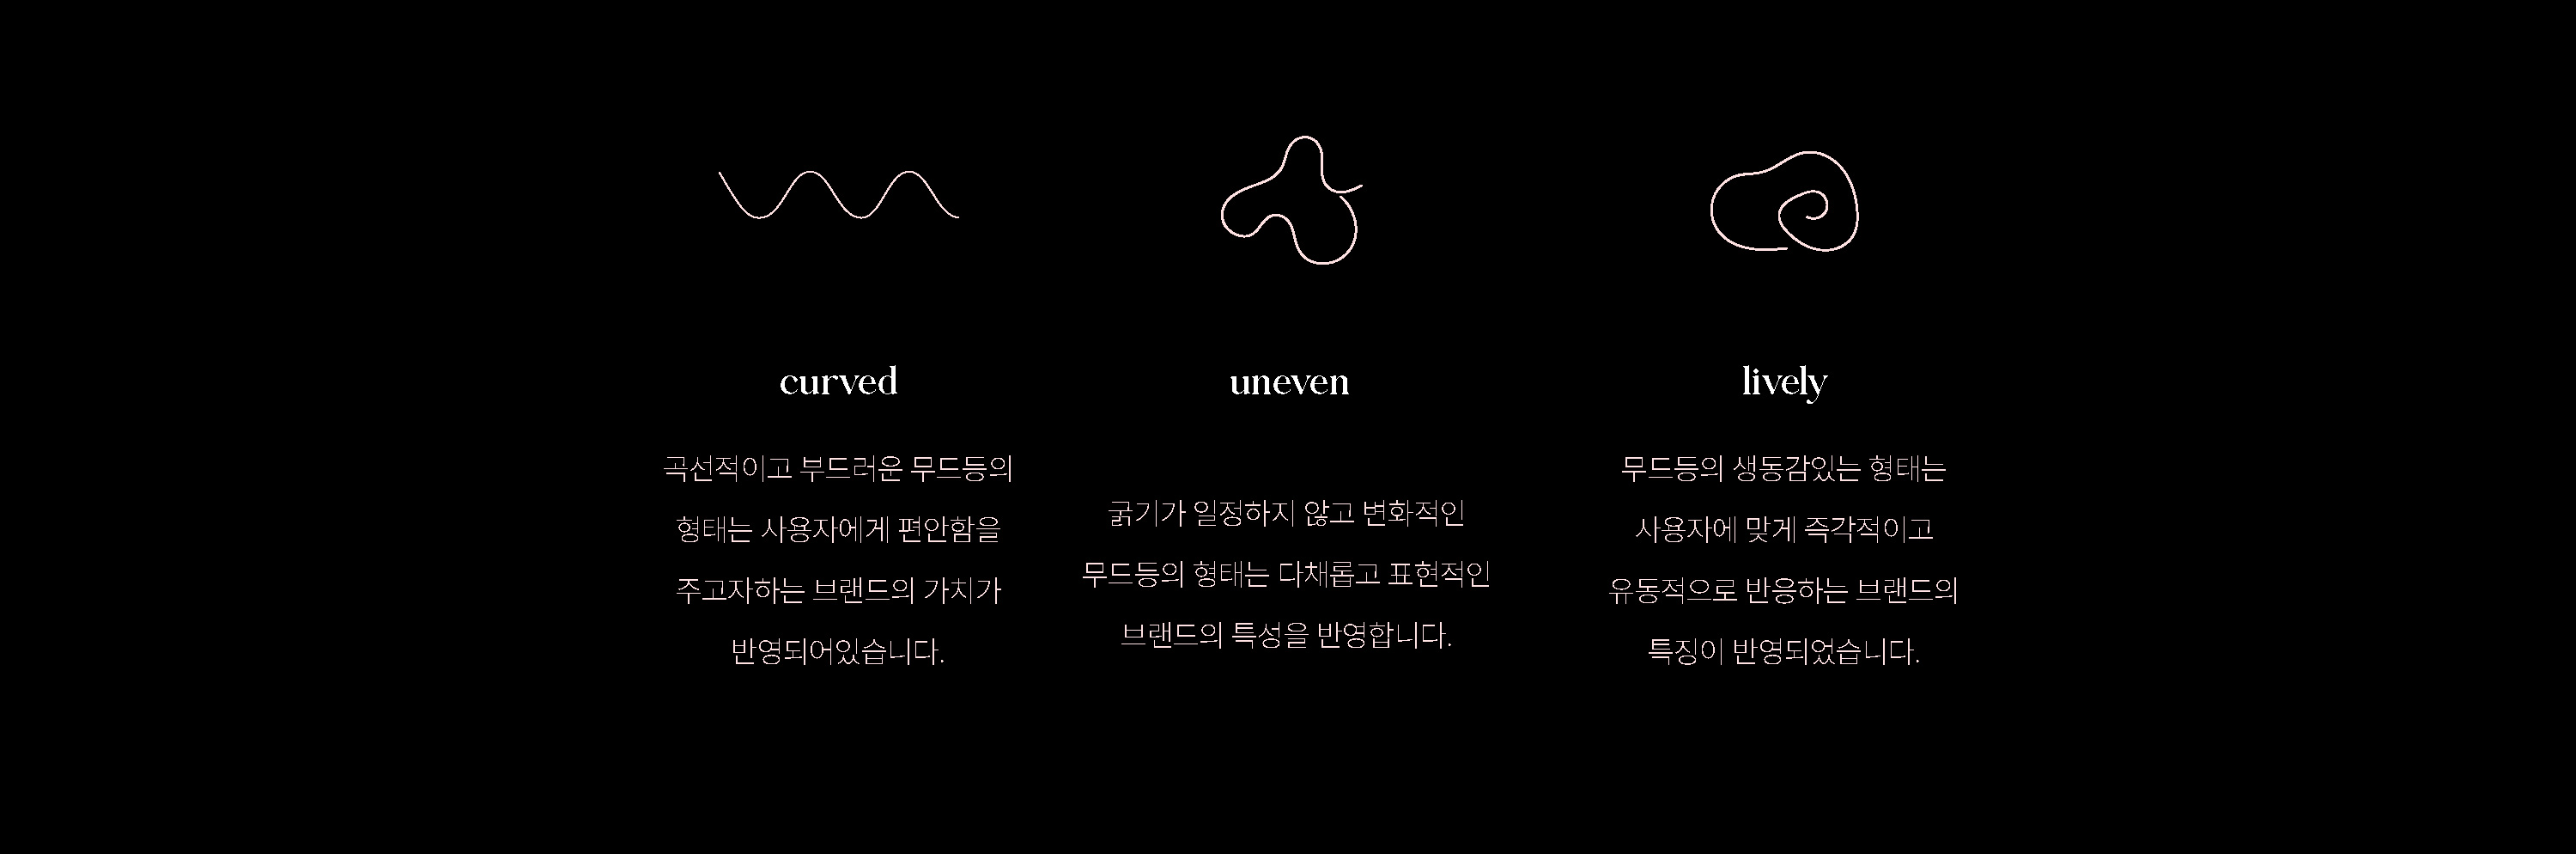 curved
곡선적이고 부드러운 무드등의
형태는 사용자에게 편안함을
주고자하는 브랜드의 가치가
반영되어있습니다.
uneven
굵기가 일정하지 않고 변화적인
무드등의 형태는 다채롭고 표현적인
브랜드의 특성을 반영합니다.
lively
무드등의 생동감있는 형태는
사용자에 맞게 즉각적이고
유동적으로 반응하는 브랜드의
특징이 반영되었습니다.